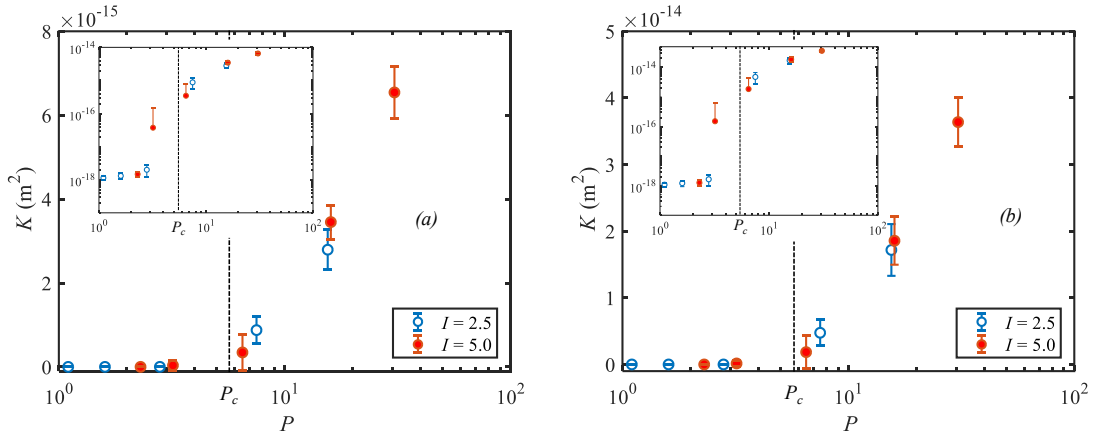 ×10⁻¹⁵
8
6
4
2
0
K (m²)
10⁻¹⁴
10⁻¹⁶
10⁻¹⁸
10⁰
P_c
10¹
10²
(a)
I = 2.5
I = 5.0
10⁰
P_c
10¹
10²
P
×10⁻¹⁴
5
4
3
2
1
0
K (m²)
10⁻¹⁴
10⁻¹⁶
10⁻¹⁸
10⁰
P_c
10¹
10²
(b)
I = 2.5
I = 5.0
10⁰
P_c
10¹
10²
P